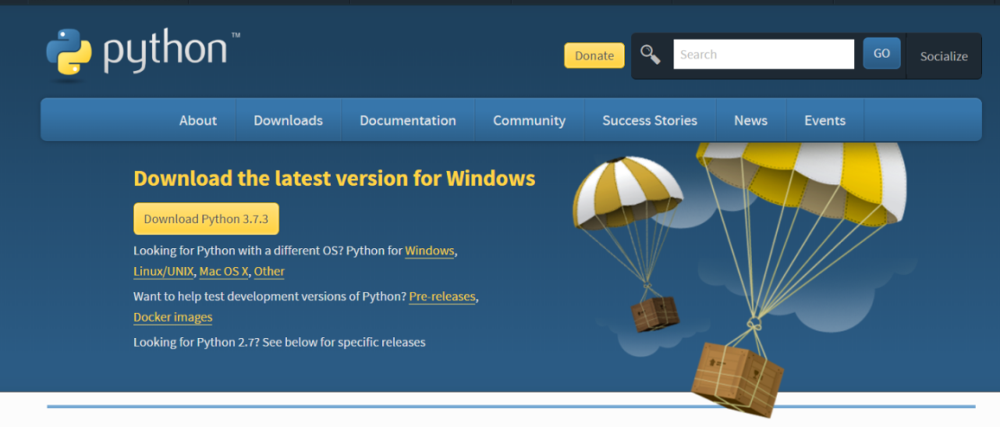 python™
Donate
Search
GO
Socialize
About
Downloads
Documentation
Community
Success Stories
News
Events
Download the latest version for Windows
Download Python 3.7.3
Looking for Python with a different OS? Python for Windows,
Linux/UNIX, Mac OS X, Other
Want to help test development versions of Python? Pre-releases,
Docker images
Looking for Python 2.7? See below for specific releases